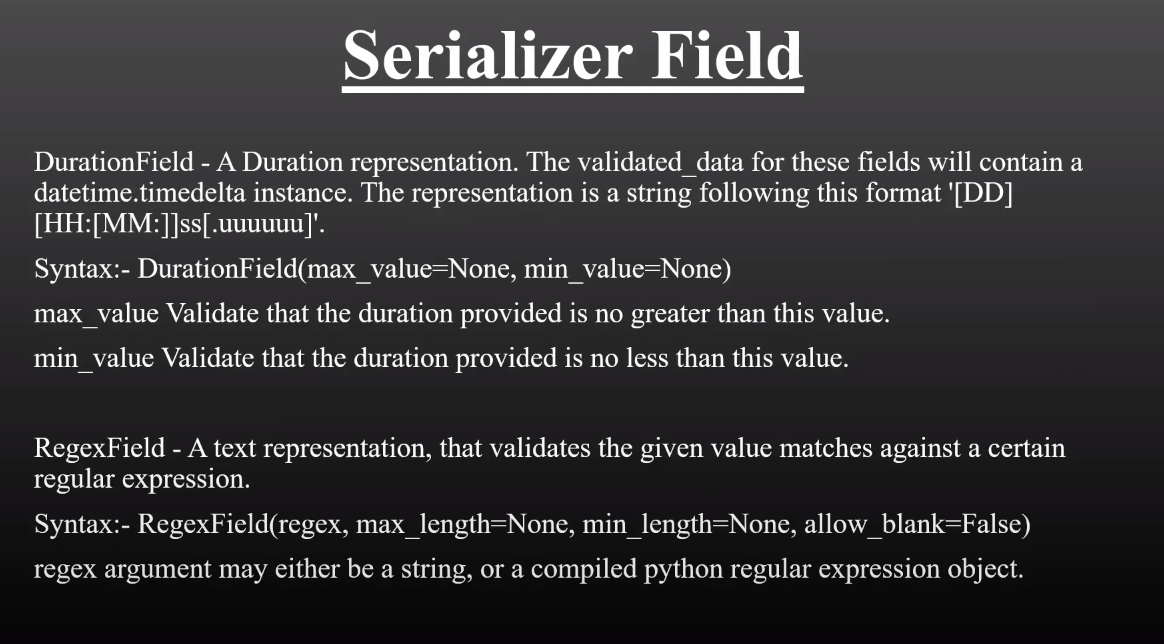 Serializer Field
DurationField - A Duration representation. The validated_data for these fields will contain a
datetime.timedelta instance. The representation is a string following this format '[DD]
[HH:[MM:]]ss[.uuuuuu]'.
Syntax:- DurationField(max_value=None, min_value=None)
max_value Validate that the duration provided is no greater than this value.
min_value Validate that the duration provided is no less than this value.
RegexField - A text representation, that validates the given value matches against a certain
regular expression.
Syntax:- RegexField(regex, max_length=None, min_length=None, allow_blank=False)
regex argument may either be a string, or a compiled python regular expression object.